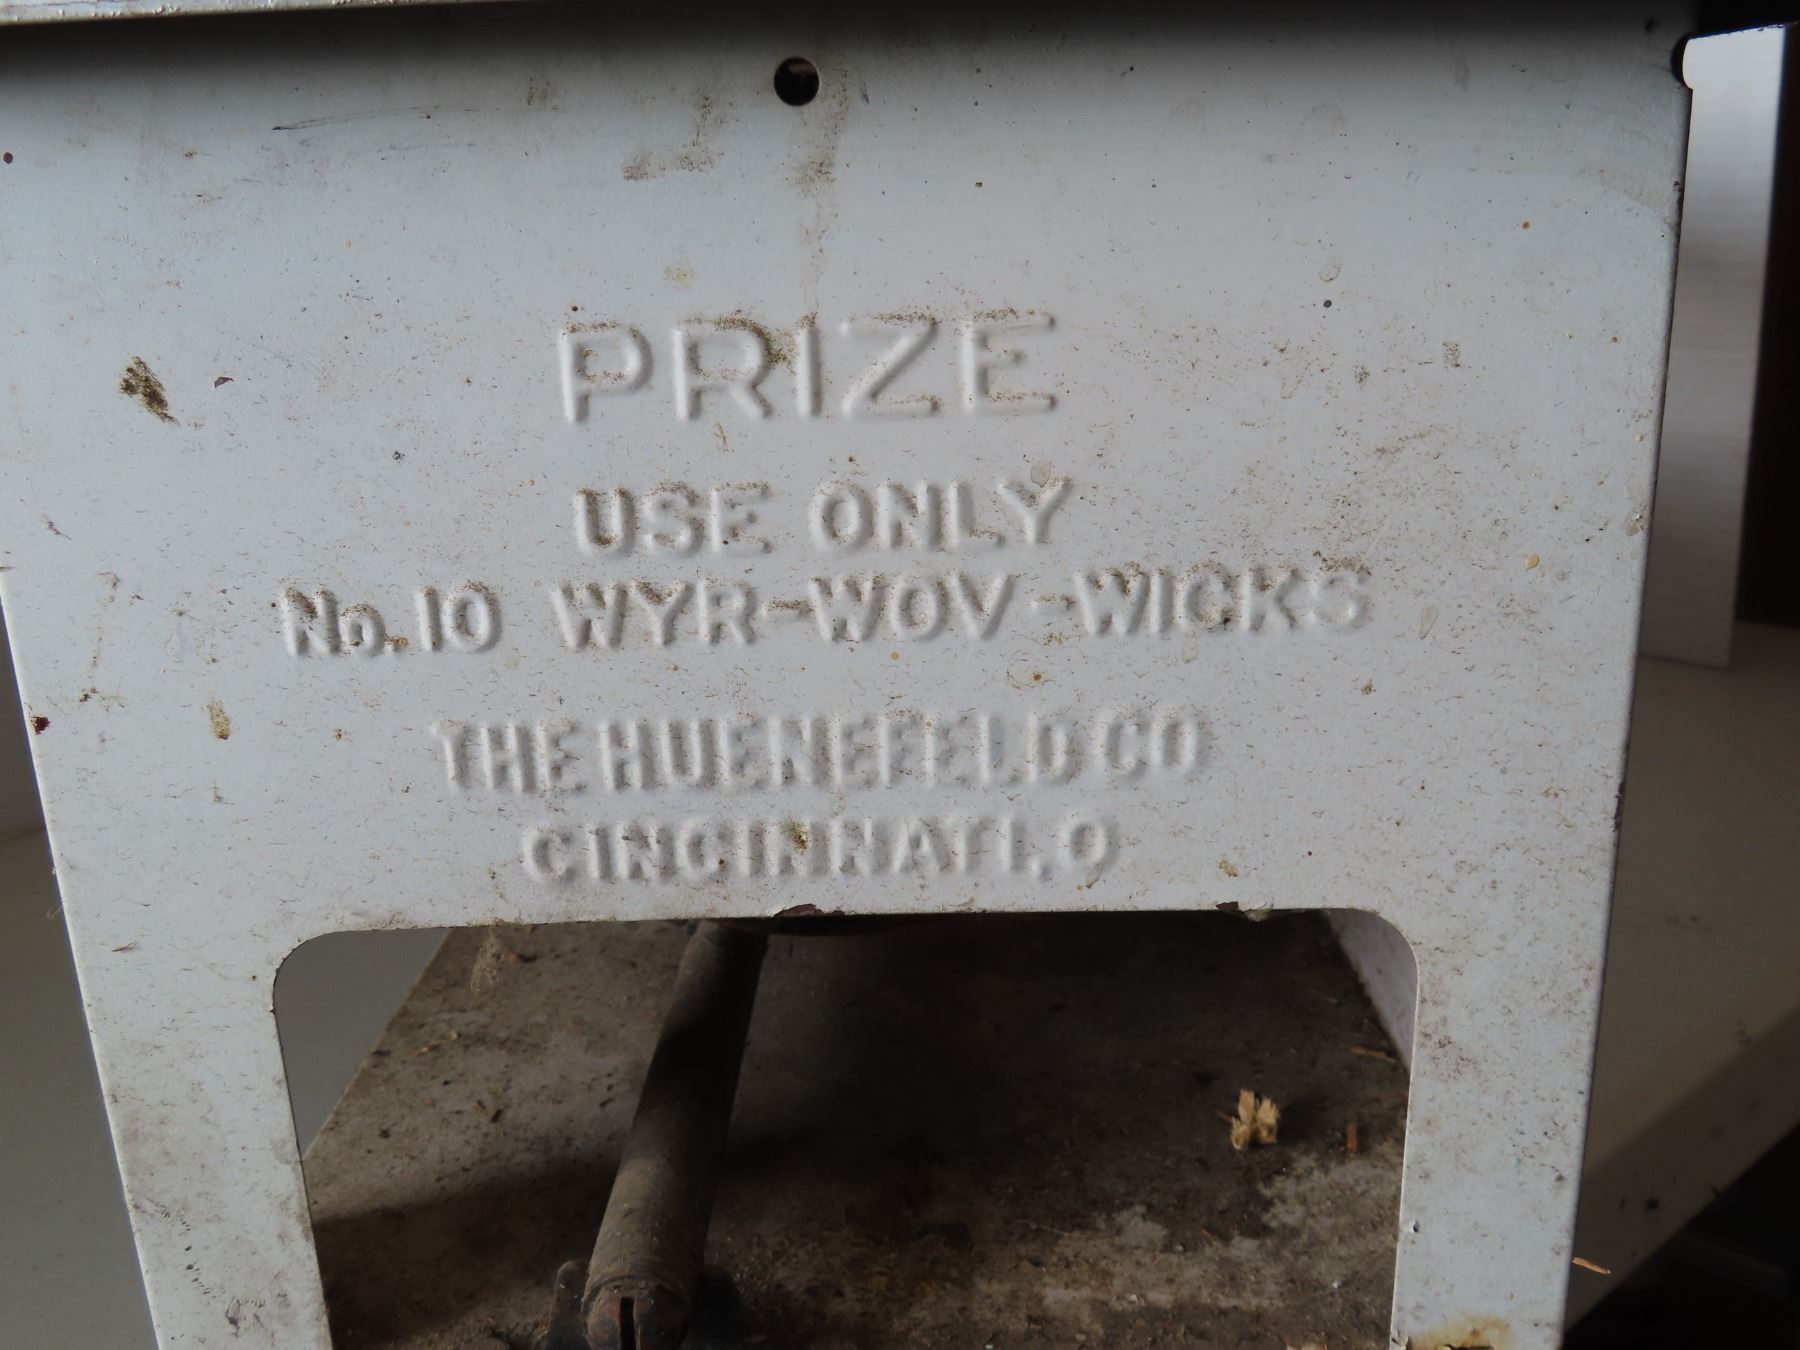 PRIZE
USE ONLY
No. 10 WYR-WOV-WICKS
THE HUENEFELD CO
CINCINNATI, O